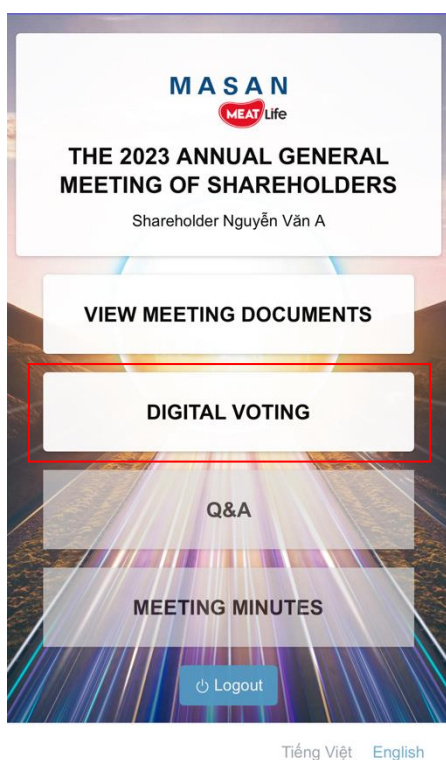 MASAN
MEAT Life
THE 2023 ANNUAL GENERAL
MEETING OF SHAREHOLDERS
Shareholder Nguyễn Văn A
VIEW MEETING DOCUMENTS
DIGITAL VOTING
Q&A
MEETING MINUTES
Logout
Tiếng Việt English